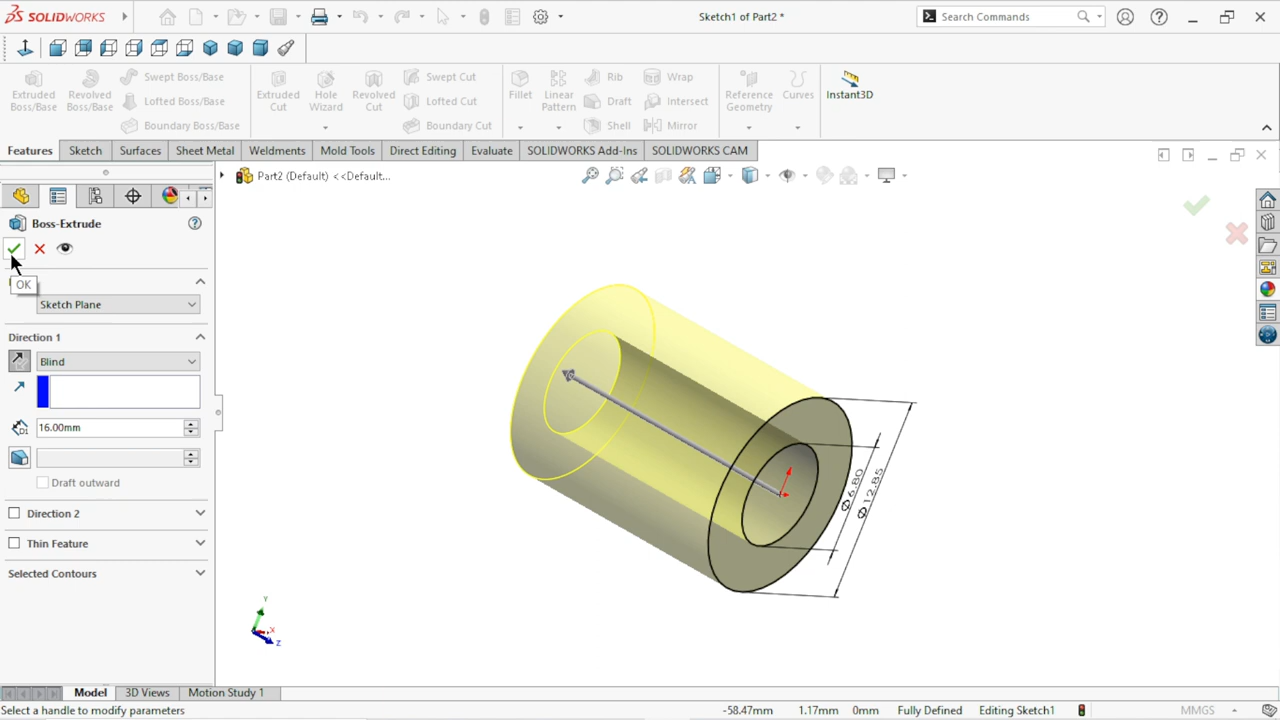 SOLIDWORKS
Sketch1 of Part2 *
Search Commands
Extruded Boss/Base
Revolved Boss/Base
Swept Boss/Base
Lofted Boss/Base
Boundary Boss/Base
Extruded Cut
Hole Wizard
Revolved Cut
Swept Cut
Lofted Cut
Boundary Cut
Fillet
Linear Pattern
Rib
Draft
Shell
Wrap
Intersect
Mirror
Reference Geometry
Curves
Instant3D
Features Sketch Surfaces Sheet Metal Weldments Mold Tools Direct Editing Evaluate SOLIDWORKS Add-Ins SOLIDWORKS CAM
Part2 (Default) <<Default...
Boss-Extrude
OK
Sketch Plane
Direction 1
Blind
D1
16.00mm
Draft outward
Direction 2
Thin Feature
Selected Contours
Ø6.80
Ø12.85
Y
X
Z
Model 3D Views Motion Study 1
Select a handle to modify parameters -58.47mm 1.17mm 0mm Fully Defined Editing Sketch1 MMGS